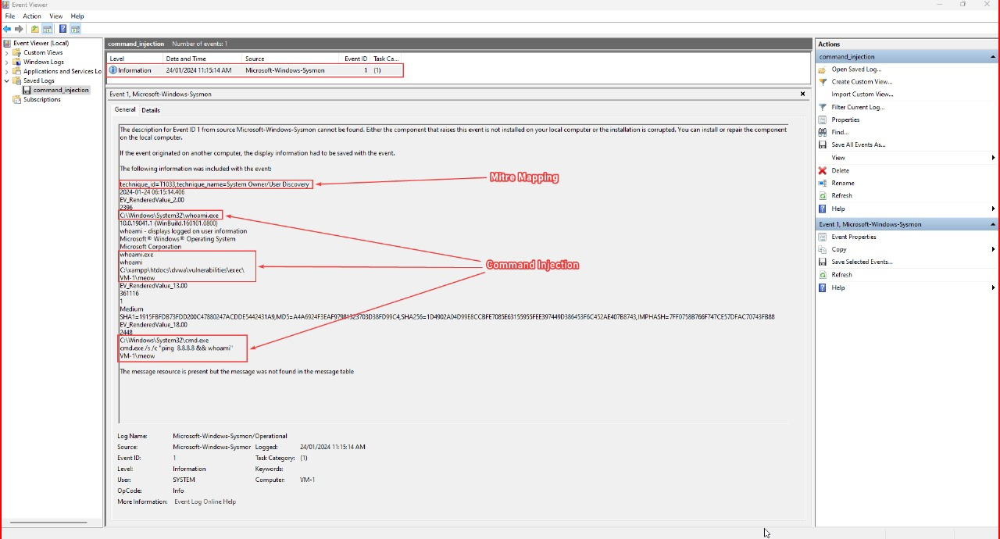 Event Viewer
File Action View Help
Event Viewer (Local)
Custom Views
Windows Logs
Applications and Services Lo
Saved Logs
command_injection
Subscriptions
command_injection Number of events: 1
Level Date and Time Source Event ID Task Ca...
Information 24/01/2024 11:15:14 AM Microsoft-Windows-Sysmon 1 (1)
Event 1, Microsoft-Windows-Sysmon
General Details
The description for Event ID 1 from source Microsoft-Windows-Sysmon cannot be found. Either the component that raises this event is not installed on your local computer or the installation is corrupted. You can install or repair the component
on the local computer.
If the event originated on another computer, the display information had to be saved with the event.
The following information was included with the event:
technique_id=T1033,technique_name=System Owner/User Discovery
Mitre Mapping
2024-01-24 06:15:14.406
EV_RenderedValue_2.00
2396
C:\Windows\System32\whoami.exe
10.0.19041.1 (WinBuild.160101.0800)
whoami - displays logged on user information
Microsoft® Windows® Operating System
Microsoft Corporation
whoami.exe
whoami
Command Injection
C:\xampp\htdocs\dvwa\vulnerabilities\exec\
VM-1\meow
EV_RenderedValue_13.00
361116
1
Medium
SHA1=1915FBFDB73FDD200C47880247ACDDE5442431A9,MD5=A4A6924F3EAF97981323703D38FD99C4,SHA256=1D4902A04D99E8CCBFE7085E63155955FEE397449D386453F6C452AE407B8743,IMPHASH=7FF0758B766F747CE57DFAC70743FB88
EV_RenderedValue_18.00
2448
C:\Windows\System32\cmd.exe
cmd.exe /s /c "ping 8.8.8.8 && whoami"
VM-1\meow
The message resource is present but the message was not found in the message table
Log Name: Microsoft-Windows-Sysmon/Operational
Source: Microsoft-Windows-Sysmor Logged: 24/01/2024 11:15:14 AM
Event ID: 1 Task Category: (1)
Level: Information Keywords:
User: SYSTEM Computer: VM-1
OpCode: Info
More Information: Event Log Online Help
Actions
command_injection
Open Saved Log...
Create Custom View...
Import Custom View...
Filter Current Log...
Properties
Find...
Save All Events As...
View
Delete
Rename
Refresh
Help
Event 1, Microsoft-Windows-Sysmon
Event Properties
Copy
Save Selected Events...
Refresh
Help